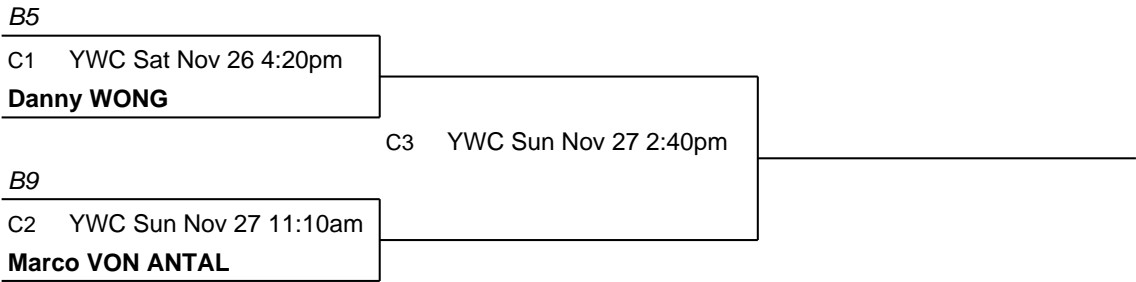 B5
C1 YWC Sat Nov 26 4:20pm
Danny WONG
C3 YWC Sun Nov 27 2:40pm
B9
C2 YWC Sun Nov 27 11:10am
Marco VON ANTAL